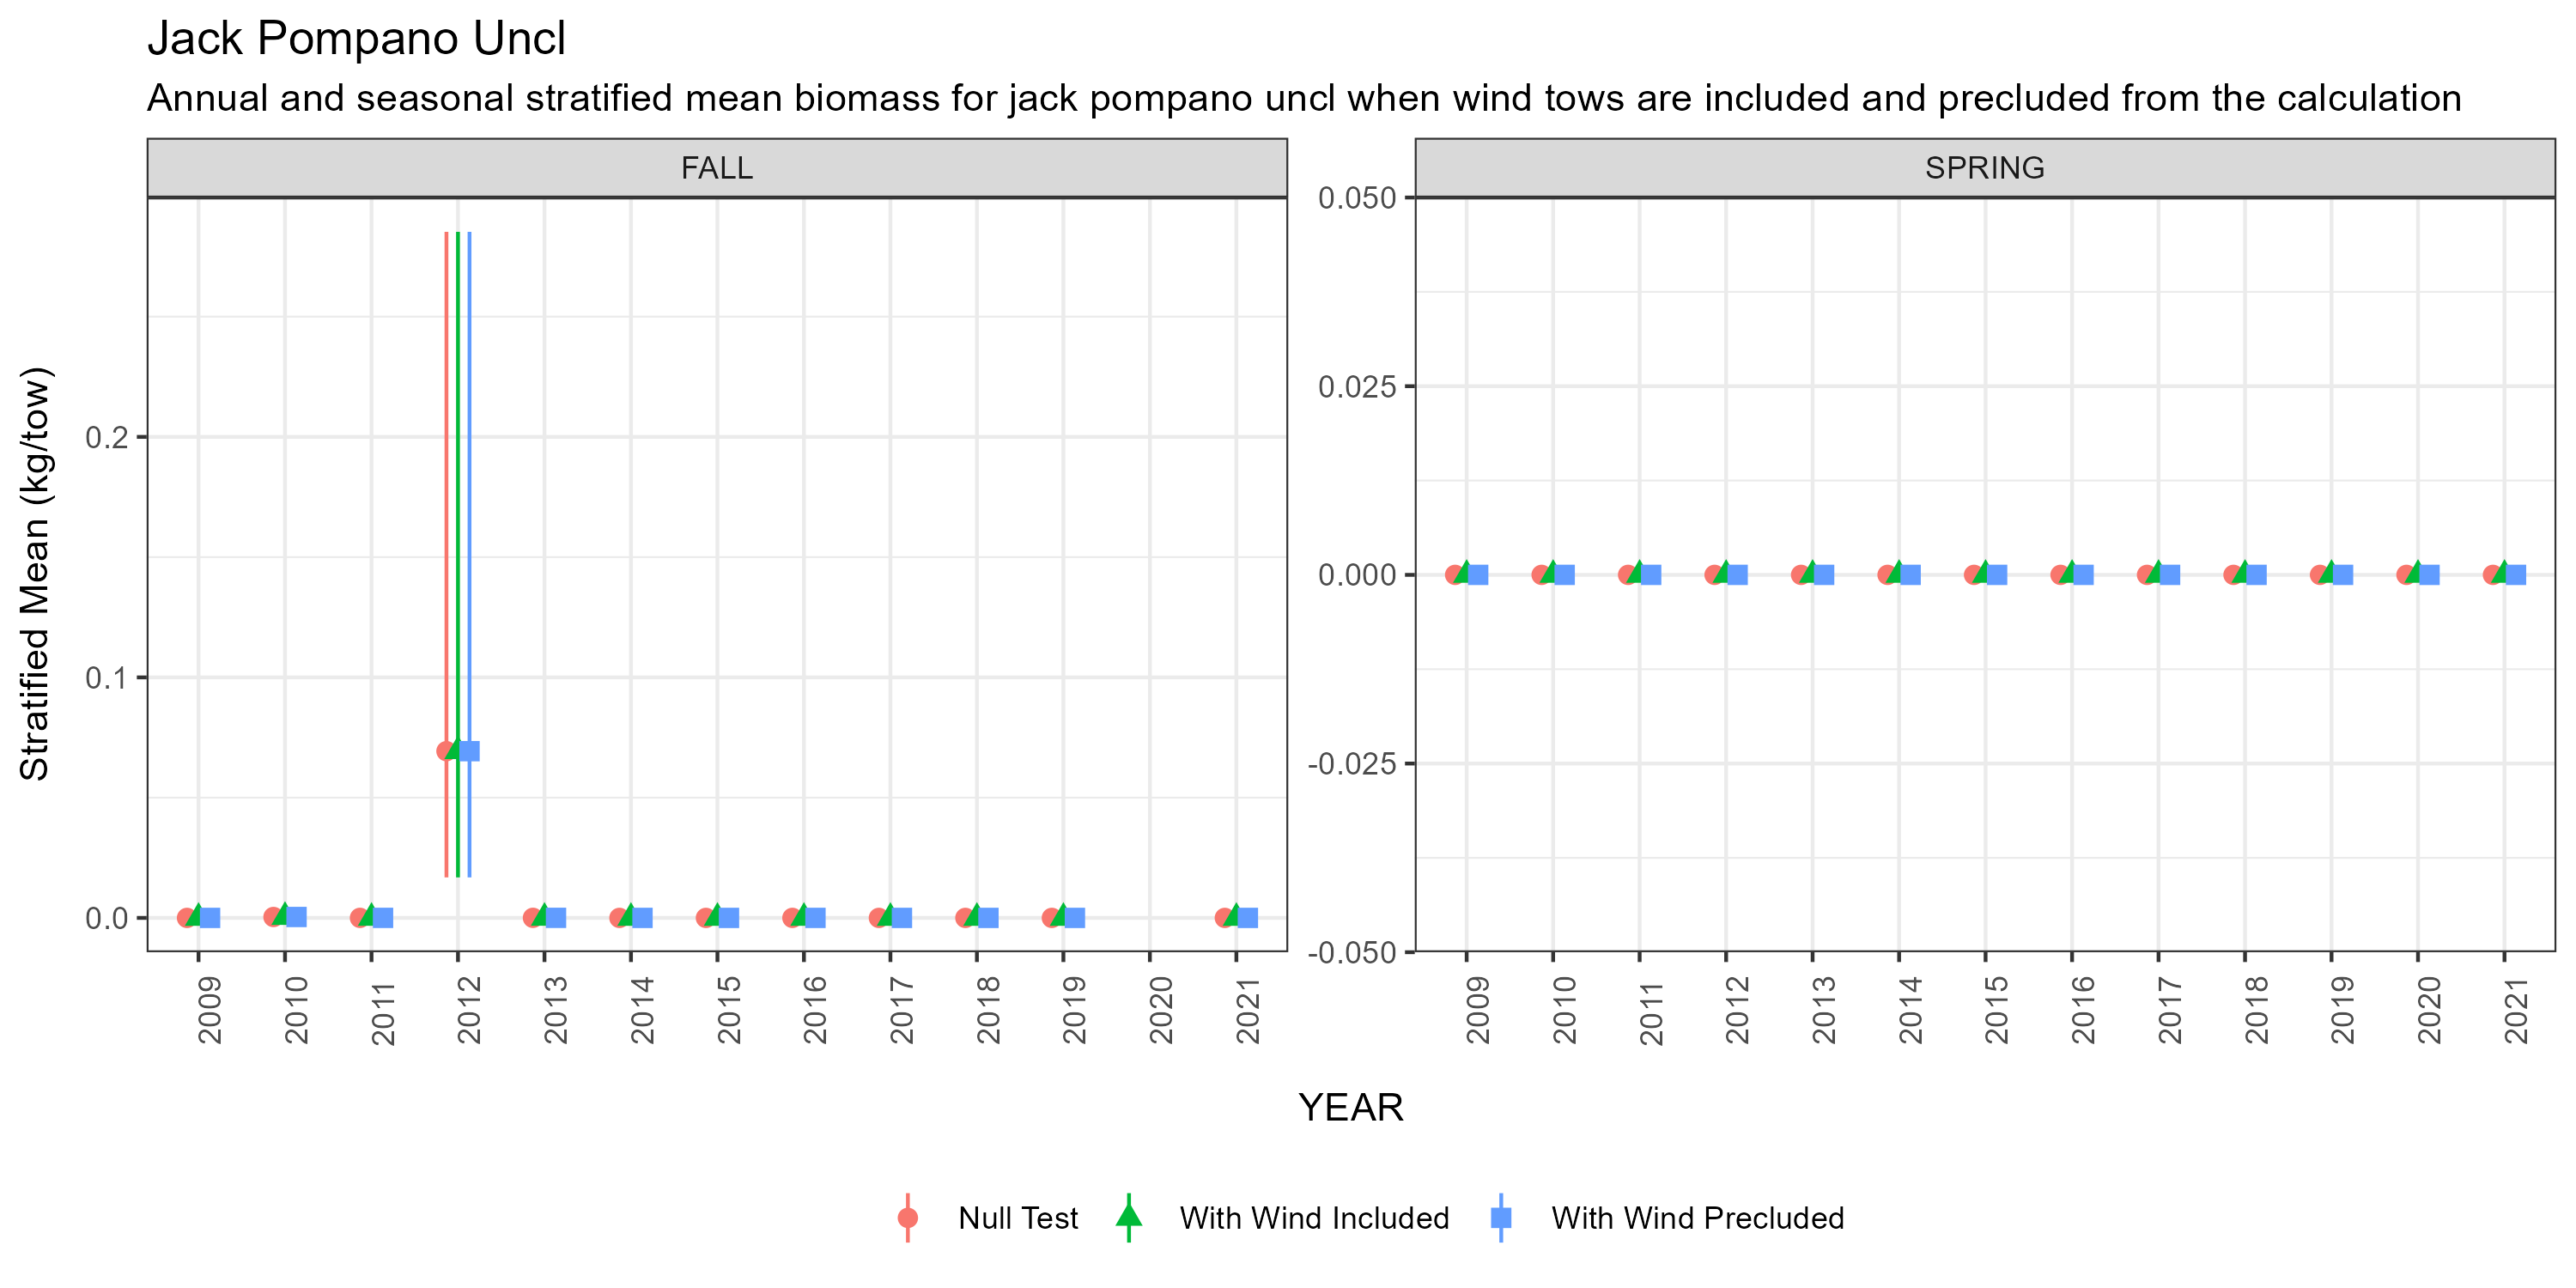 Jack Pompano Uncl
Annual and seasonal stratified mean biomass for jack pompano uncl when wind tows are included and precluded from the calculation
FALL
SPRING
Stratified Mean (kg/tow)
0.2
0.1
0.0
0.050
0.025
0.000
-0.025
-0.050
2009 2010 2011 2012 2013 2014 2015 2016 2017 2018 2019 2020 2021
2009 2010 2011 2012 2013 2014 2015 2016 2017 2018 2019 2020 2021
YEAR
Null Test With Wind Included With Wind Precluded